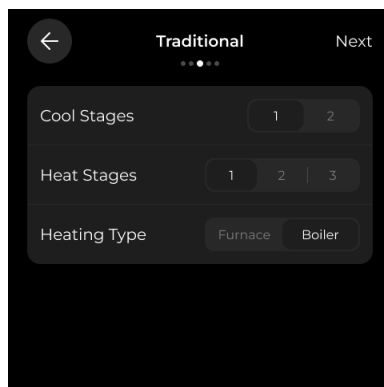 Traditional Next
Cool Stages 1 2
Heat Stages 1 2 3
Heating Type Furnace Boiler